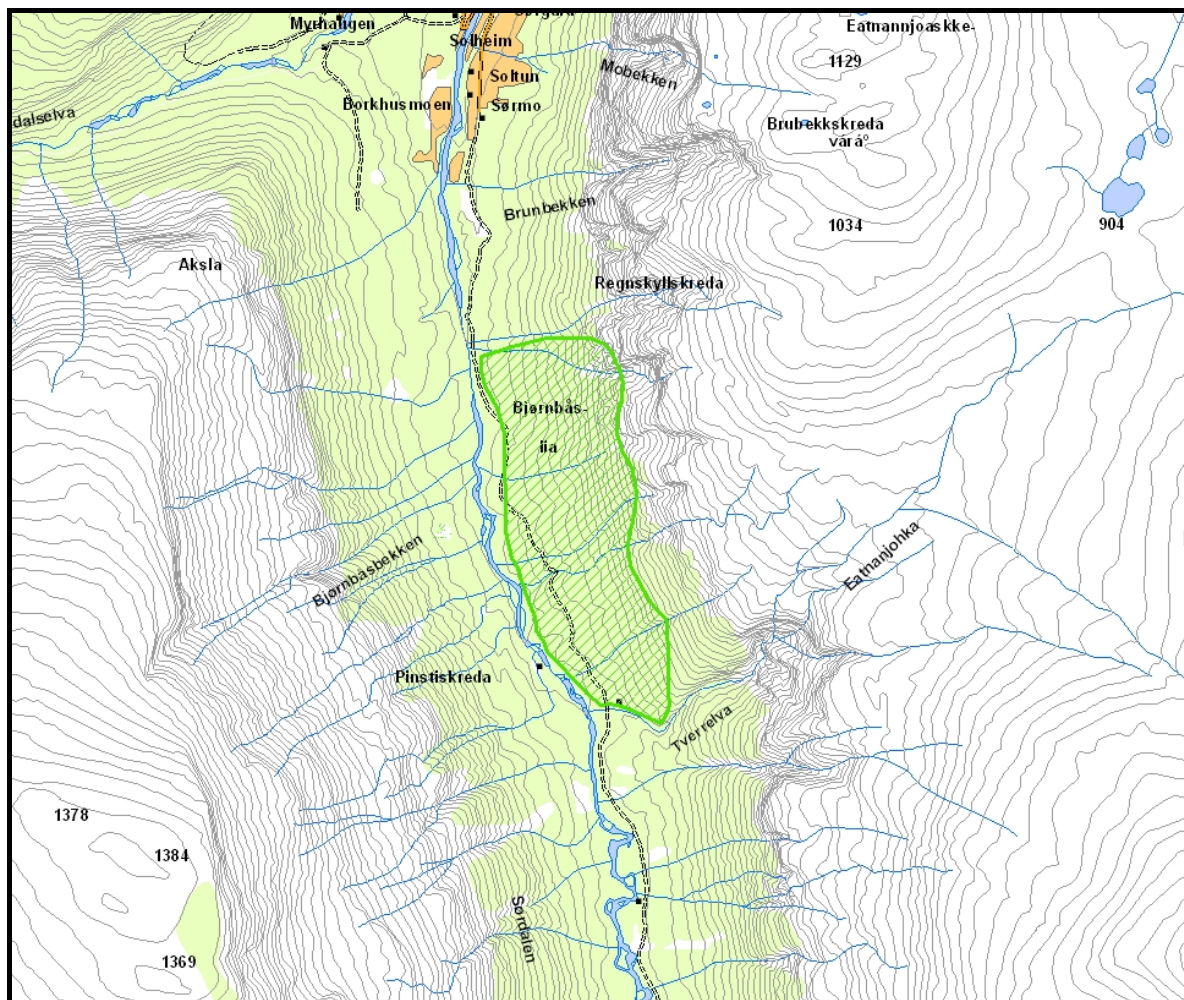 Myrhaugen
Solheim
Eatnannjoaskke-
1129
Mobekken
Soltun
Borkhusmoen
Sørmo
dalselva
Brubekkskreda
várá
Brunbekken
1034
904
Aksla
Regnskyllskreda
Bjørnbås-
lia
Bjørnbåsbekken
Eatnanjohka
Pinstiskreda
Tverrelva
1378
1384
Sørdalen
1369